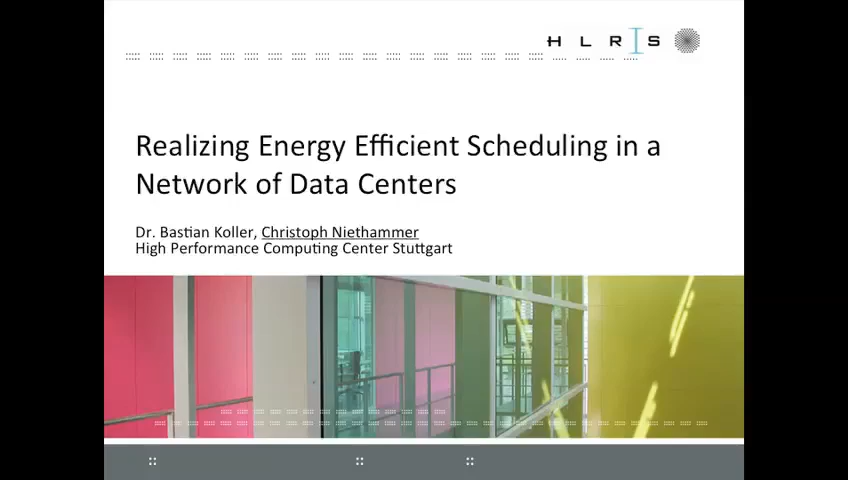 H L R I S
Realizing Energy Efficient Scheduling in a
Network of Data Centers
Dr. Bastian Koller, Christoph Niethammer
High Performance Computing Center Stuttgart